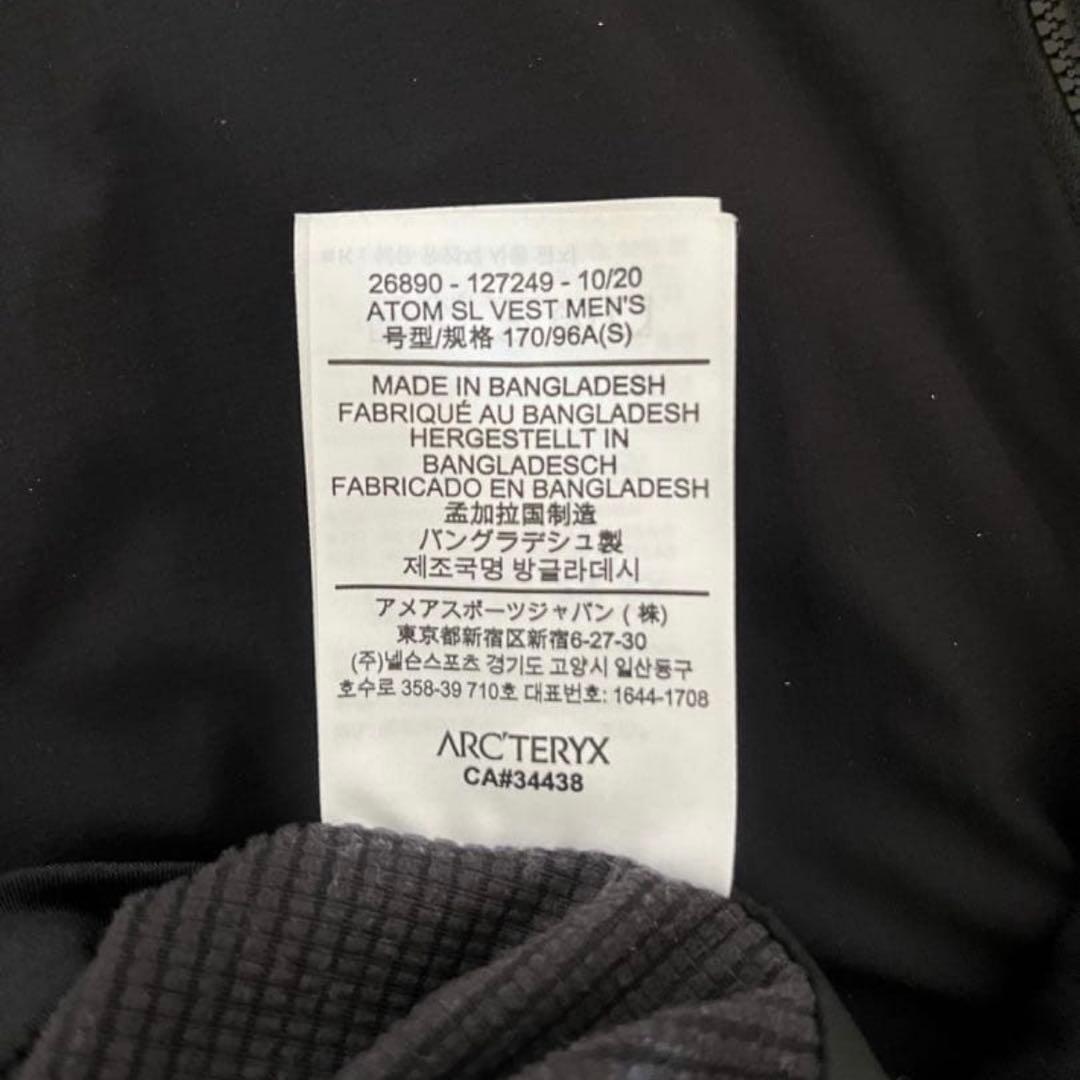 26890 - 127249 - 10/20
ATOM SL VEST MEN'S
号型/规格 170/96A(S)
MADE IN BANGLADESH
FABRIQUÉ AU BANGLADESH
HERGESTELLT IN
BANGLADESCH
FABRICADO EN BANGLADESH
孟加拉国制造
バングラデシュ製
제조국명 방글라데시
アメアスポーツジャパン ( 株)
東京都新宿区新宿6-27-30
(주)넬슨스포츠 경기도 고양시 일산동구
호수로 358-39 710호 대표번호: 1644-1708
ARC'TERYX
CA#34438